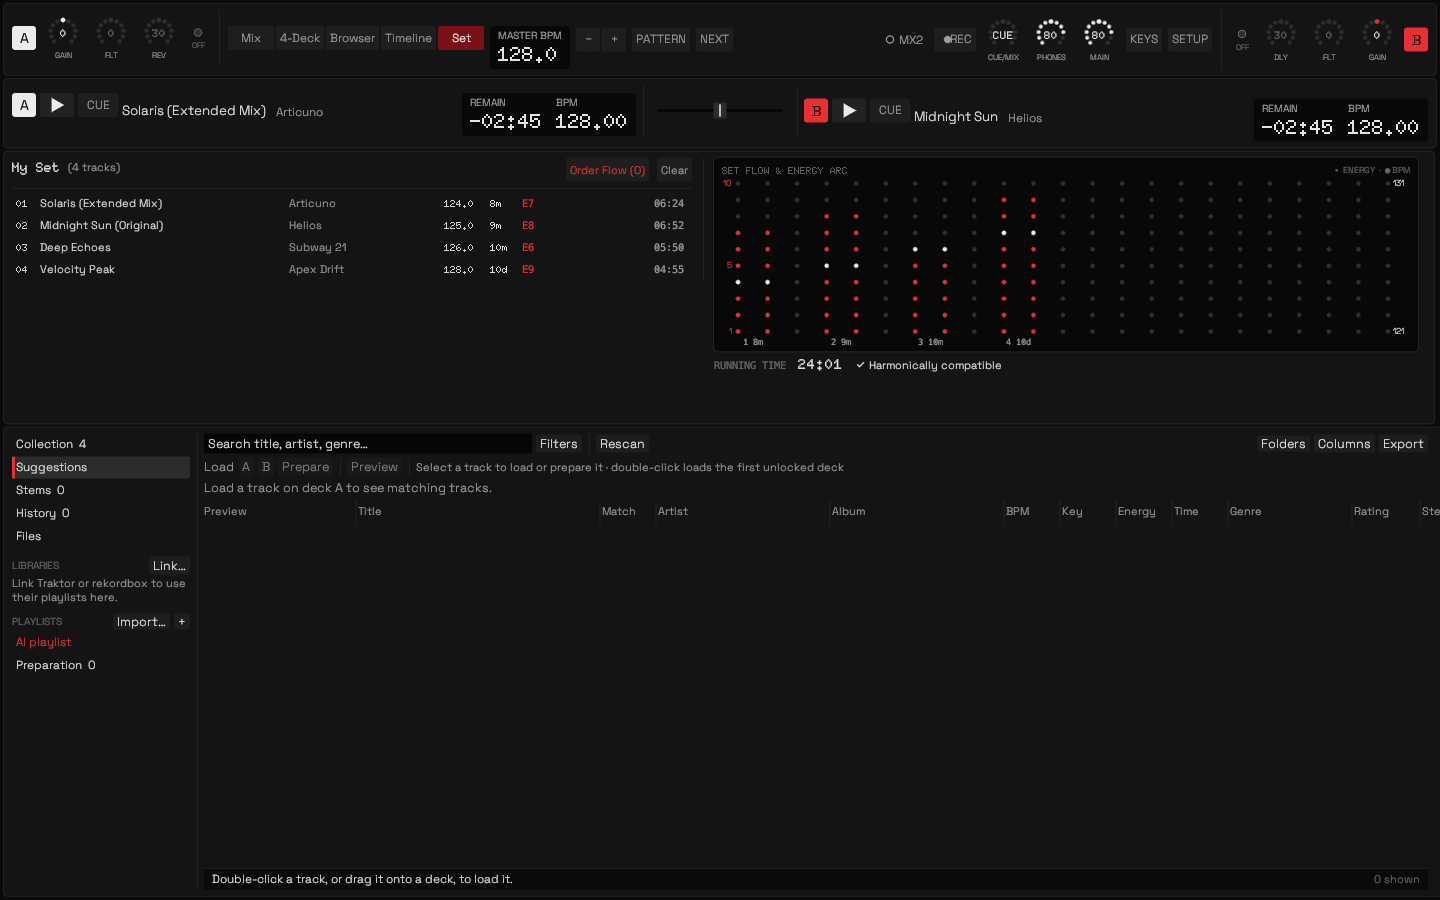 A 0 GAIN 0 FLT 30 REV OFF Mix 4-Deck Browser Timeline Set MASTER BPM 128.0 − + PATTERN NEXT MX2 REC CUE CUE/MIX 80 PHONES 80 MAIN KEYS SETUP OFF 30 DLY 0 FLT 0 GAIN B
A CUE Solaris (Extended Mix) Articuno REMAIN -02:45 BPM 128.00 B CUE Midnight Sun Helios REMAIN -02:45 BPM 128.00
My Set (4 tracks) Order Flow (0) Clear
01 Solaris (Extended Mix) Articuno 124.0 8m E7 06:24
02 Midnight Sun (Original) Helios 125.0 9m E8 06:52
03 Deep Echoes Subway 21 126.0 10m E6 05:50
04 Velocity Peak Apex Drift 128.0 10d E9 04:55
SET FLOW & ENERGY ARC • ENERGY · ● BPM
10 131
5
1 121
1 8m 2 9m 3 10m 4 10d
RUNNING TIME 24:01 ✓ Harmonically compatible
Collection 4
Suggestions
Stems 0
History 0
Files
LIBRARIES Link...
Link Traktor or rekordbox to use
their playlists here.
PLAYLISTS Import... +
AI playlist
Preparation 0
Search title, artist, genre... Filters Rescan Folders Columns Export
Load A B Prepare Preview Select a track to load or prepare it · double-click loads the first unlocked deck
Load a track on deck A to see matching tracks.
Preview Title Match Artist Album BPM Key Energy Time Genre Rating Ste
Double-click a track, or drag it onto a deck, to load it. 0 shown